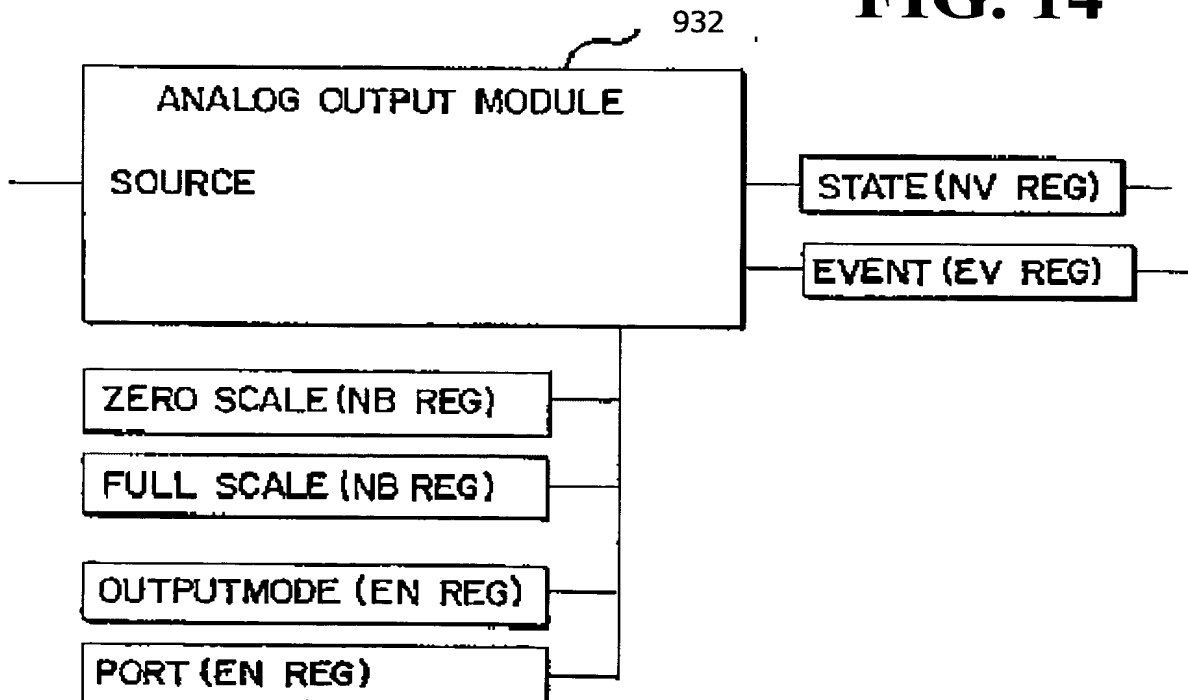 FIG. 14
932
ANALOG OUTPUT MODULE
SOURCE
STATE (NV REG)
EVENT (EV REG)
ZERO SCALE (NB REG)
FULL SCALE (NB REG)
OUTPUTMODE (EN REG)
PORT (EN REG)